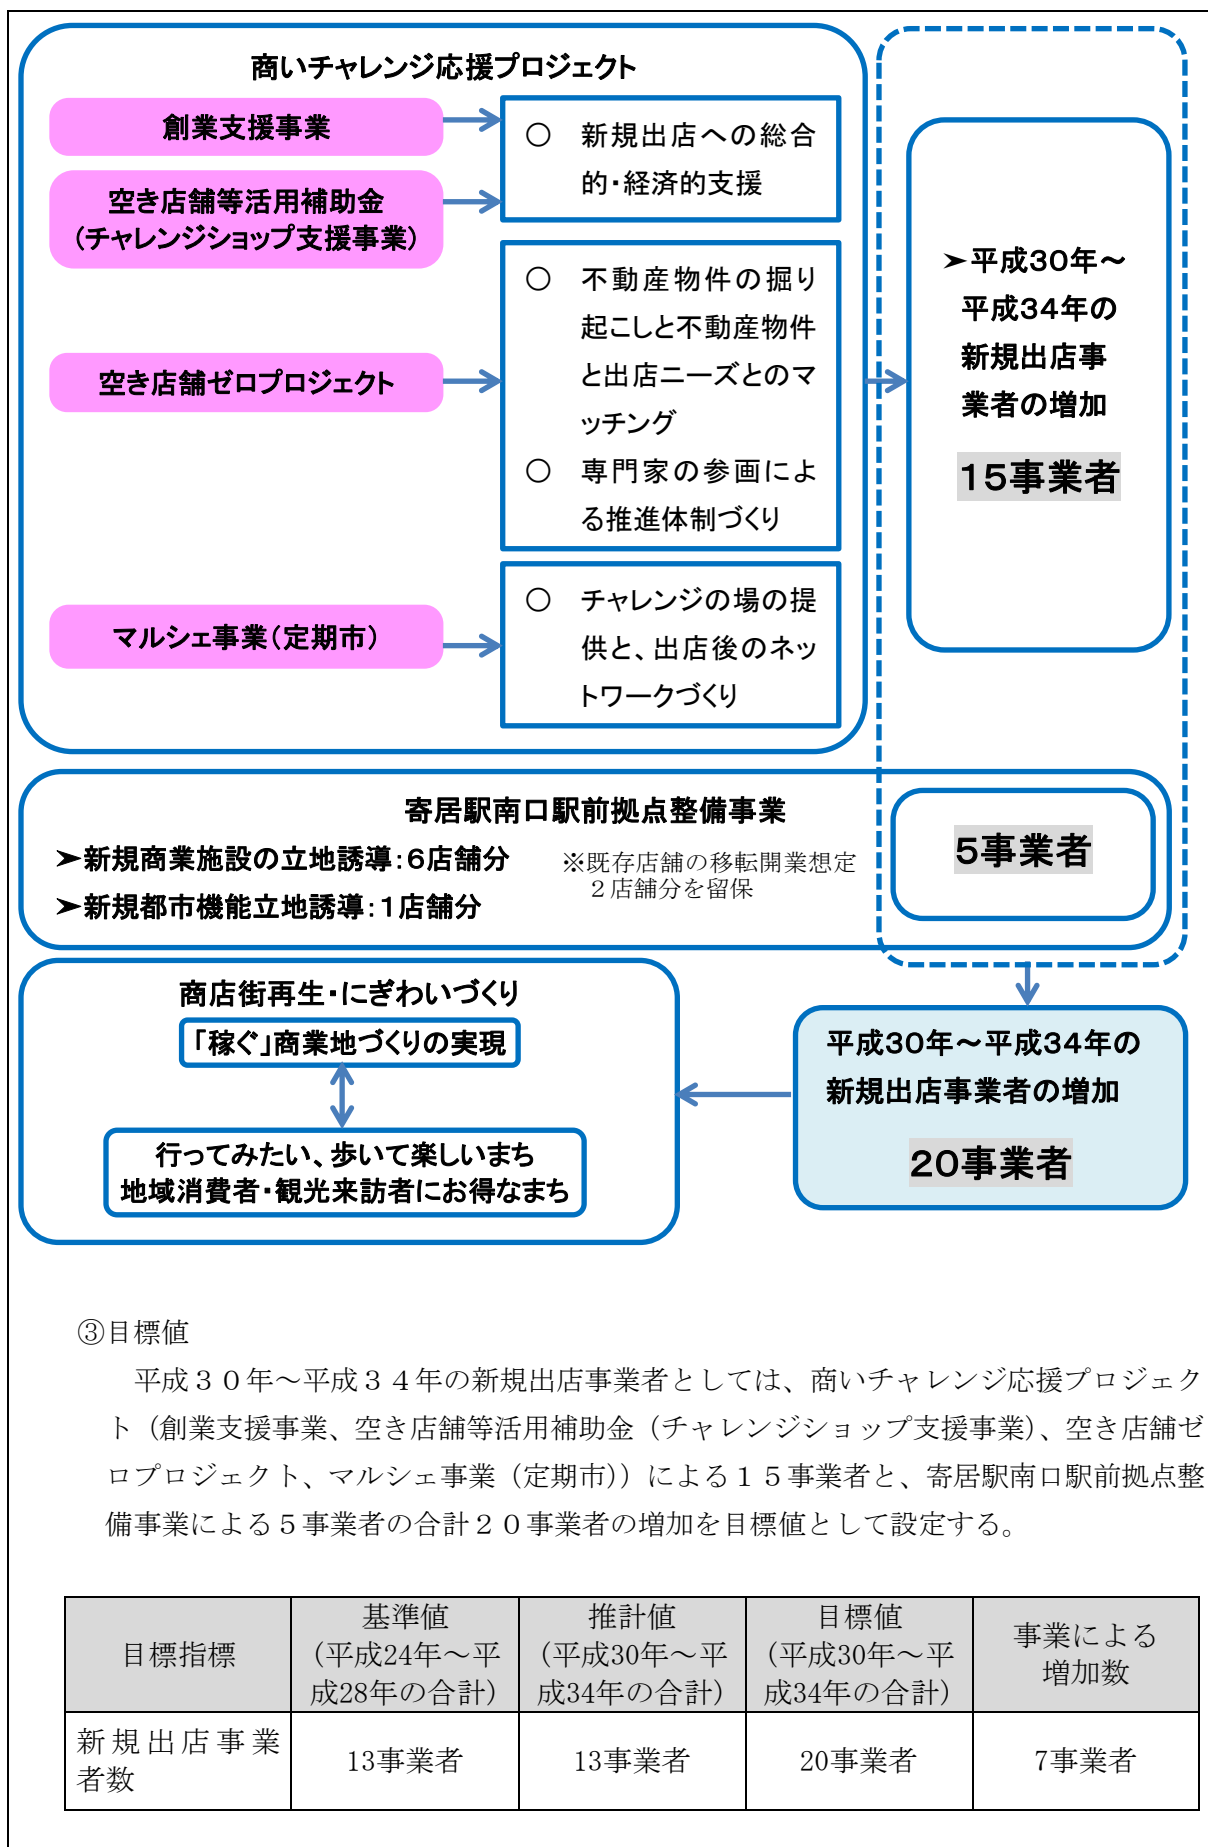 商いチャレンジ応援プロジェクト
創業支援事業
空き店舗等活用補助金
(チャレンジショップ支援事業)
空き店舗ゼロプロジェクト
マルシェ事業(定期市)
○ 新規出店への総合
的・経済的支援
○ 不動産物件の掘り
起こしと不動産物件
と出店ニーズとのマ
ッチング
○ 専門家の参画によ
る推進体制づくり
○ チャレンジの場の提
供と、出店後のネッ
トワークづくり
➢平成30年～
平成34年の
新規出店事
業者の増加
15事業者
寄居駅南口駅前拠点整備事業
➢新規商業施設の立地誘導：6店舗分
➢新規都市機能立地誘導：1店舗分
※既存店舗の移転開業想定
２店舗分を留保
5事業者
商店街再生・にぎわいづくり
「稼ぐ」商業地づくりの実現
行ってみたい、歩いて楽しいまち
地域消費者・観光来訪者にお得なまち
平成30年～平成34年の
新規出店事業者の増加
20事業者
③目標値
平成３０年～平成３４年の新規出店事業者としては、商いチャレンジ応援プロジェク
ト（創業支援事業、空き店舗等活用補助金（チャレンジショップ支援事業）、空き店舗ゼ
ロプロジェクト、マルシェ事業（定期市））による１５事業者と、寄居駅南口駅前拠点整
備事業による５事業者の合計２０事業者の増加を目標値として設定する。
目標指標
基準値
（平成24年～平
成28年の合計）
推計値
（平成30年～平
成34年の合計）
目標値
（平成30年～平
成34年の合計）
事業による
増加数
新規出店事業
者数
13事業者
13事業者
20事業者
7事業者